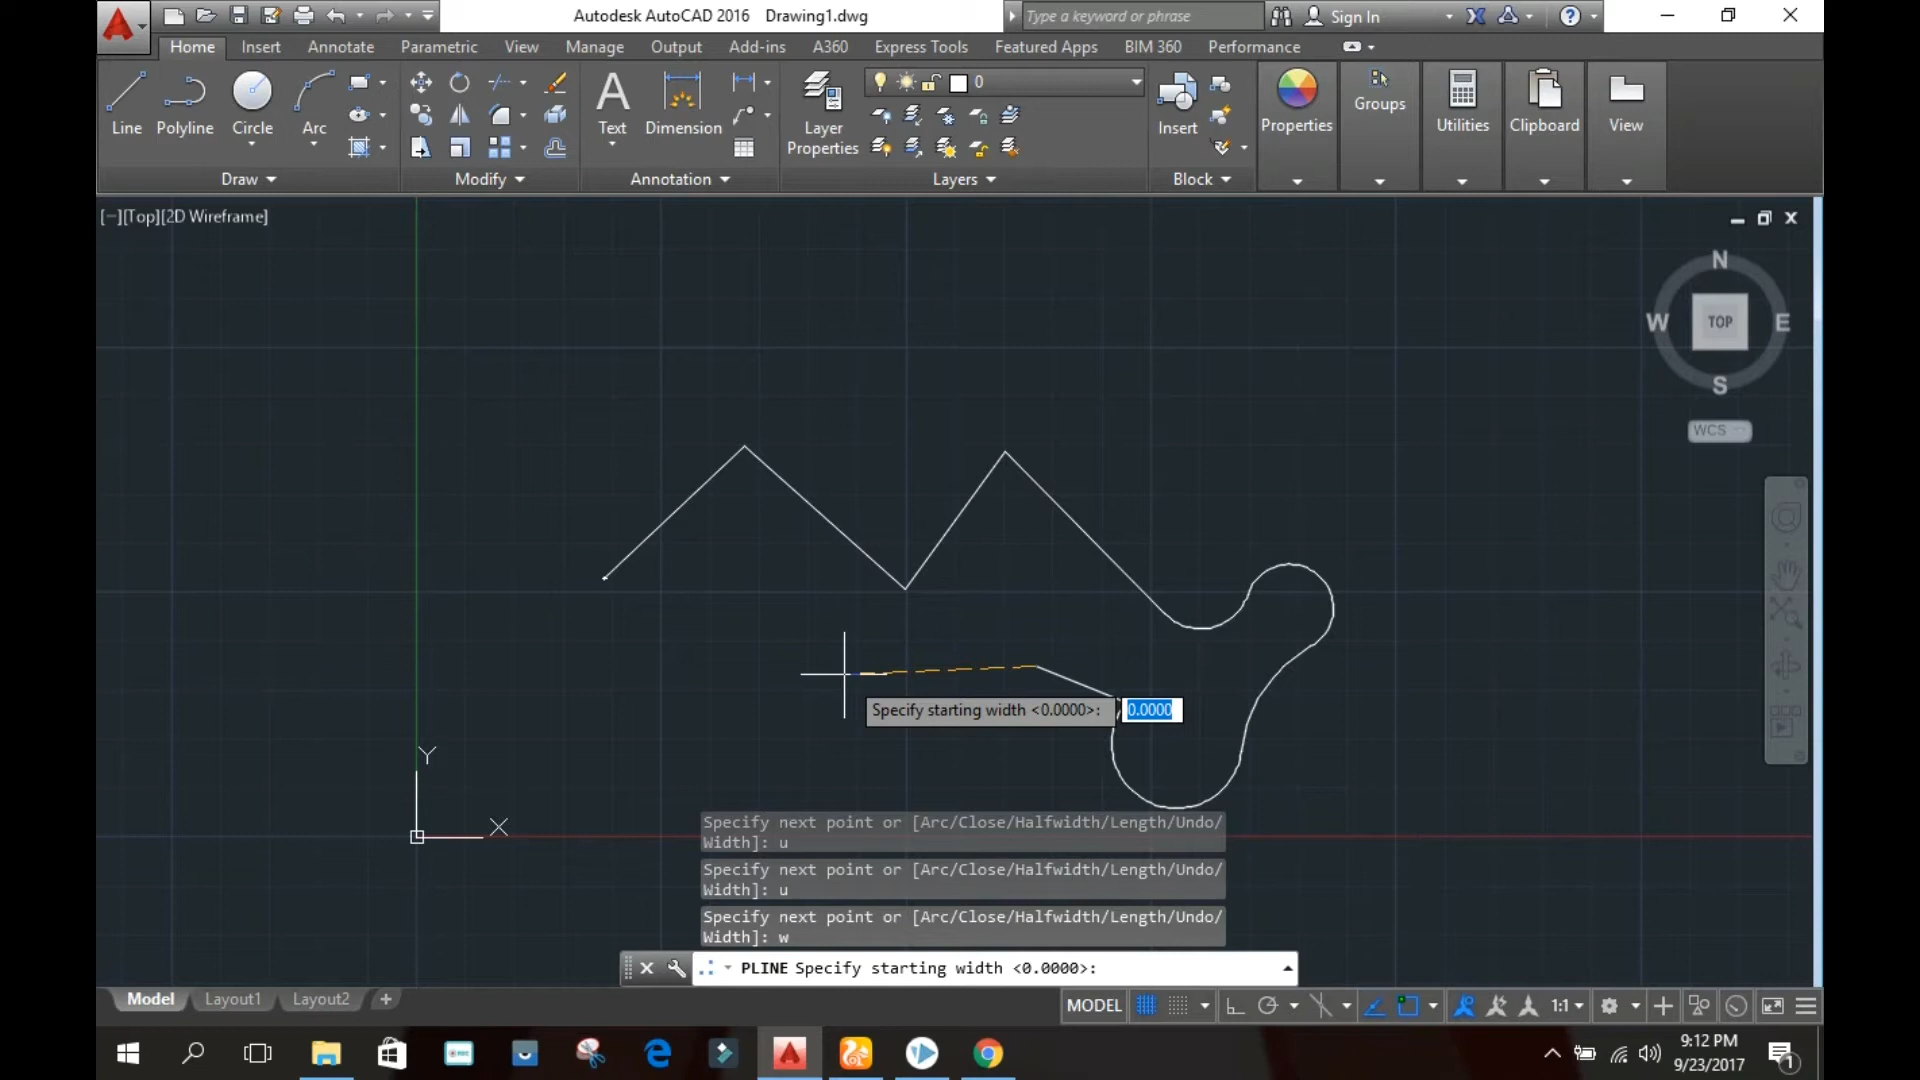 Autodesk AutoCAD 2016 Drawing1.dwg
Type a keyword or phrase
Sign In
Home Insert Annotate Parametric View Manage Output Add-ins A360 Express Tools Featured Apps BIM 360 Performance
0
Line Polyline Circle Arc
Text Dimension
Layer
Properties
Insert
Properties
Groups
Utilities
Clipboard
View
Draw Modify Annotation Layers Block
[−][Top][2D Wireframe]
N
W TOP E
S
WCS
Specify starting width <0.0000>: 0.0000
Y
X
Specify next point or [Arc/Close/Halfwidth/Length/Undo/
Width]: u
Specify next point or [Arc/Close/Halfwidth/Length/Undo/
Width]: u
Specify next point or [Arc/Close/Halfwidth/Length/Undo/
Width]: w
PLINE Specify starting width <0.0000>:
Model Layout1 Layout2 +
MODEL 1:1
9:12 PM
9/23/2017
1